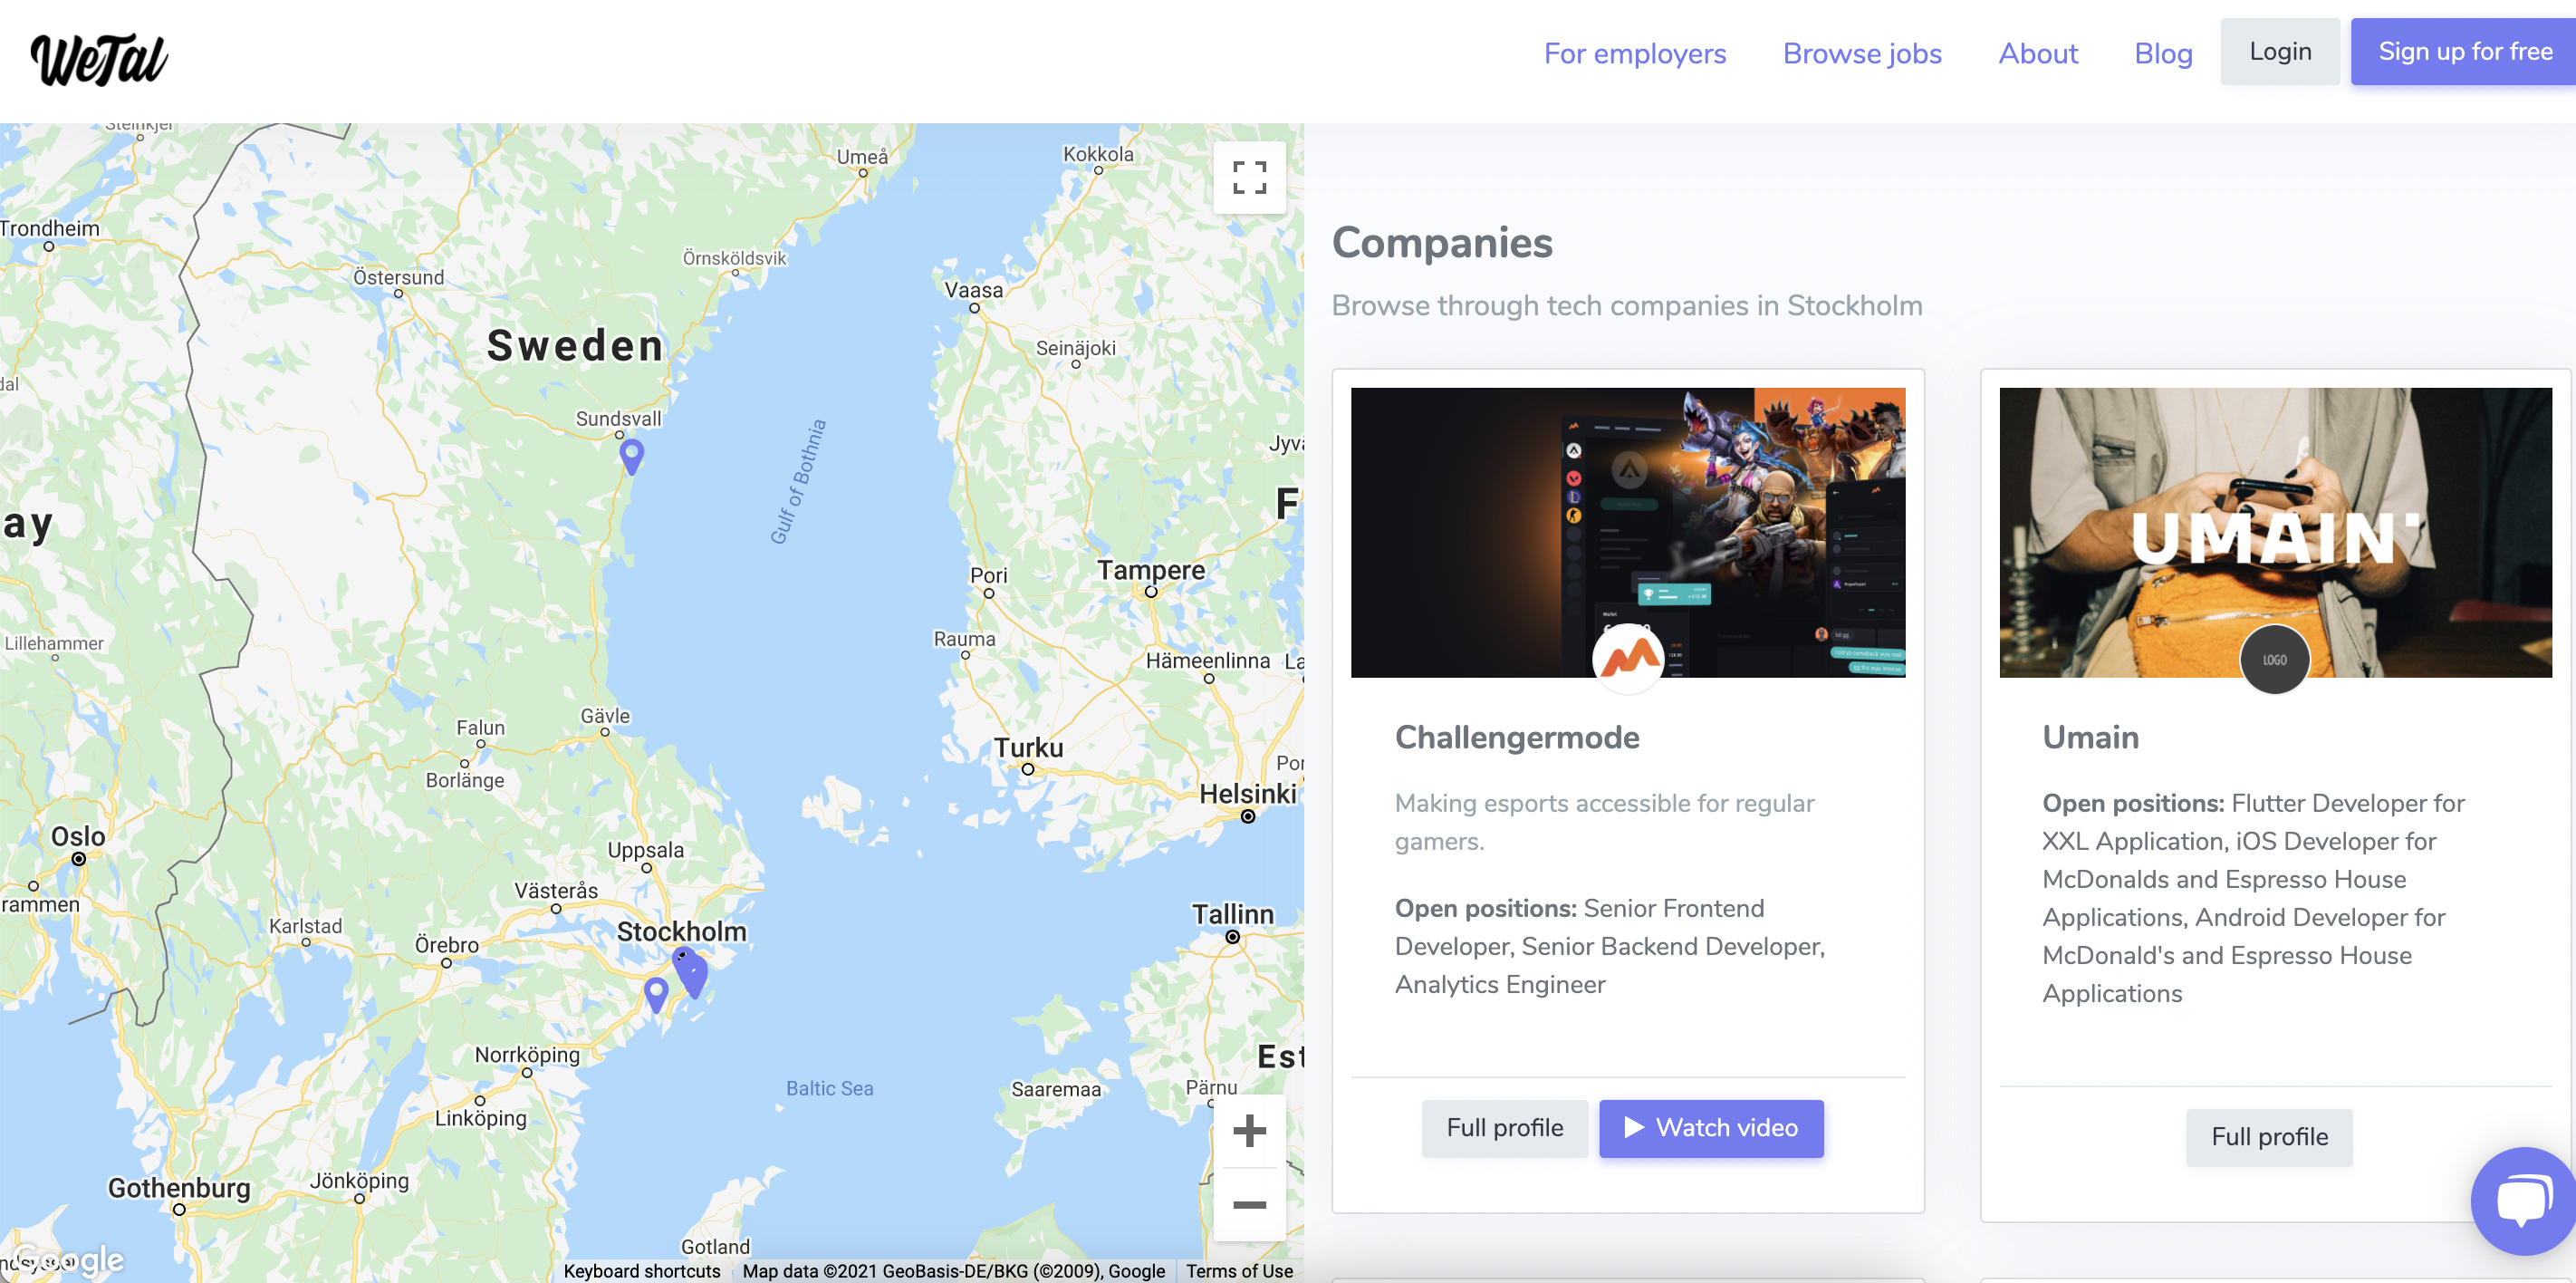 WeTal
For employers
Browse jobs
About
Blog
Login
Sign up for free
Steinkjer
Umeå
Kokkola
Trondheim
Örnsköldsvik
Östersund
Vaasa
Sweden
Seinäjoki
dal
Sundsvall
Jyvä
Gulf of Bothnia
F
ay
Tampere
Pori
Rauma
Lillehammer
Hämeenlinna
La
Gävle
Falun
Turku
Por
Borlänge
Helsinki
Oslo
Uppsala
Västerås
rammen
Tallinn
Karlstad
Stockholm
Örebro
Norrköping
Est
Baltic Sea
Saaremaa
Pärnu
Linköping
Jönköping
Gothenburg
Gotland
Google
Keyboard shortcuts
Map data ©2021 GeoBasis-DE/BKG (©2009), Google
Terms of Use
Companies
Browse through tech companies in Stockholm
Wallet
Challengermode
Making esports accessible for regular
gamers.
Open positions: Senior Frontend
Developer, Senior Backend Developer,
Analytics Engineer
Full profile
Watch video
UMAIN'
LOGO
Umain
Open positions: Flutter Developer for
XXL Application, iOS Developer for
McDonalds and Espresso House
Applications, Android Developer for
McDonald's and Espresso House
Applications
Full profile